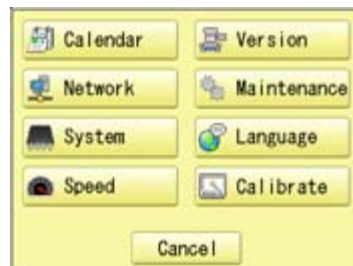 Calendar
Version
Network
Maintenance
System
Language
Speed
Calibrate
Cancel